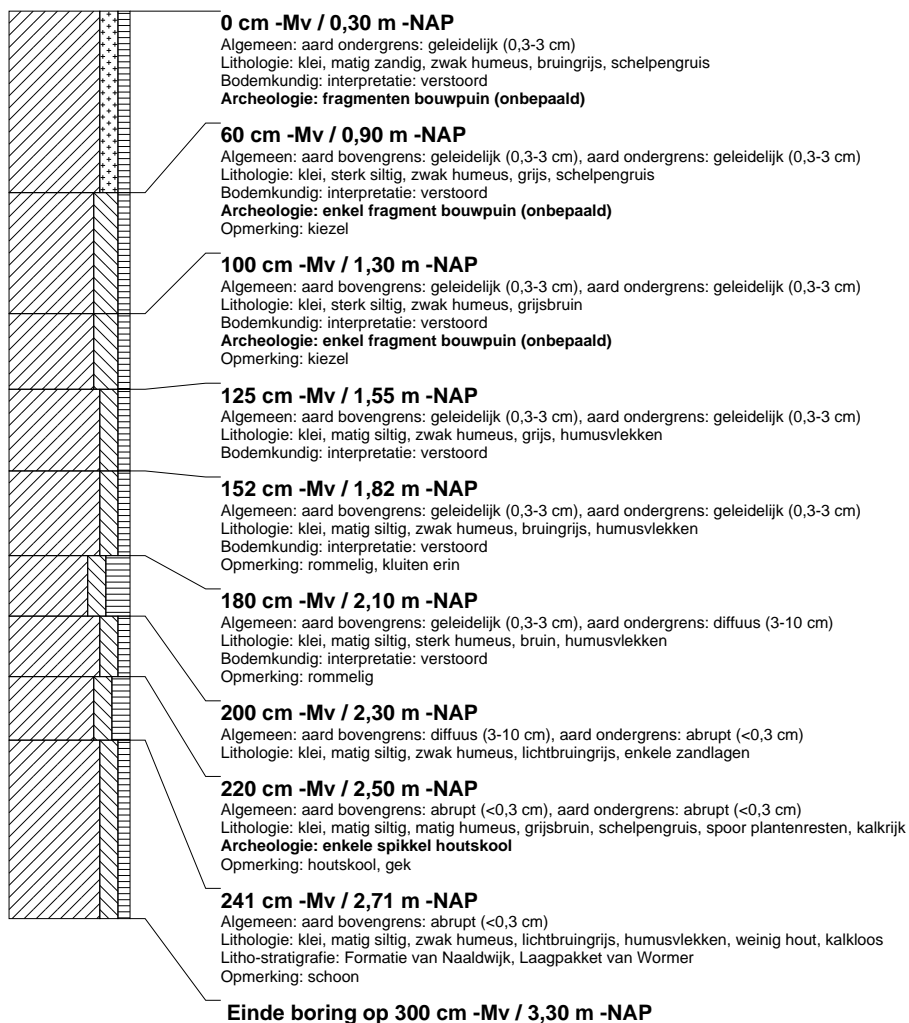 0 cm -Mv / 0,30 m -NAP
Algemeen: aard ondergrens: geleidelijk (0,3-3 cm)
Lithologie: klei, matig zandig, zwak humeus, bruingrijs, schelpengruis
Bodemkundig: interpretatie: verstoord
Archeologie: fragmenten bouwpuin (onbepaald)
60 cm -Mv / 0,90 m -NAP
Algemeen: aard bovengrens: geleidelijk (0,3-3 cm), aard ondergrens: geleidelijk (0,3-3 cm)
Lithologie: klei, sterk siltig, zwak humeus, grijs, schelpengruis
Bodemkundig: interpretatie: verstoord
Archeologie: enkel fragment bouwpuin (onbepaald)
Opmerking: kiezel
100 cm -Mv / 1,30 m -NAP
Algemeen: aard bovengrens: geleidelijk (0,3-3 cm), aard ondergrens: geleidelijk (0,3-3 cm)
Lithologie: klei, sterk siltig, zwak humeus, grijsbruin
Bodemkundig: interpretatie: verstoord
Archeologie: enkel fragment bouwpuin (onbepaald)
Opmerking: kiezel
125 cm -Mv / 1,55 m -NAP
Algemeen: aard bovengrens: geleidelijk (0,3-3 cm), aard ondergrens: geleidelijk (0,3-3 cm)
Lithologie: klei, matig siltig, zwak humeus, grijs, humusvlekken
Bodemkundig: interpretatie: verstoord
152 cm -Mv / 1,82 m -NAP
Algemeen: aard bovengrens: geleidelijk (0,3-3 cm), aard ondergrens: geleidelijk (0,3-3 cm)
Lithologie: klei, matig siltig, zwak humeus, bruingrijs, humusvlekken
Bodemkundig: interpretatie: verstoord
Opmerking: rommelig, kluiten erin
180 cm -Mv / 2,10 m -NAP
Algemeen: aard bovengrens: geleidelijk (0,3-3 cm), aard ondergrens: diffuus (3-10 cm)
Lithologie: klei, matig siltig, sterk humeus, bruin, humusvlekken
Bodemkundig: interpretatie: verstoord
Opmerking: rommelig
200 cm -Mv / 2,30 m -NAP
Algemeen: aard bovengrens: diffuus (3-10 cm), aard ondergrens: abrupt (<0,3 cm)
Lithologie: klei, matig siltig, zwak humeus, lichtbruingrijs, enkele zandlagen
220 cm -Mv / 2,50 m -NAP
Algemeen: aard bovengrens: abrupt (<0,3 cm), aard ondergrens: abrupt (<0,3 cm)
Lithologie: klei, matig siltig, matig humeus, grijsbruin, schelpengruis, spoor plantenresten, kalkrijk
Archeologie: enkele spikkel houtskool
Opmerking: houtskool, gek
241 cm -Mv / 2,71 m -NAP
Algemeen: aard bovengrens: abrupt (<0,3 cm)
Lithologie: klei, matig siltig, zwak humeus, lichtbruingrijs, humusvlekken, weinig hout, kalkloos
Litho-stratigrafie: Formatie van Naaldwijk, Laagpakket van Wormer
Opmerking: schoon
Einde boring op 300 cm -Mv / 3,30 m -NAP